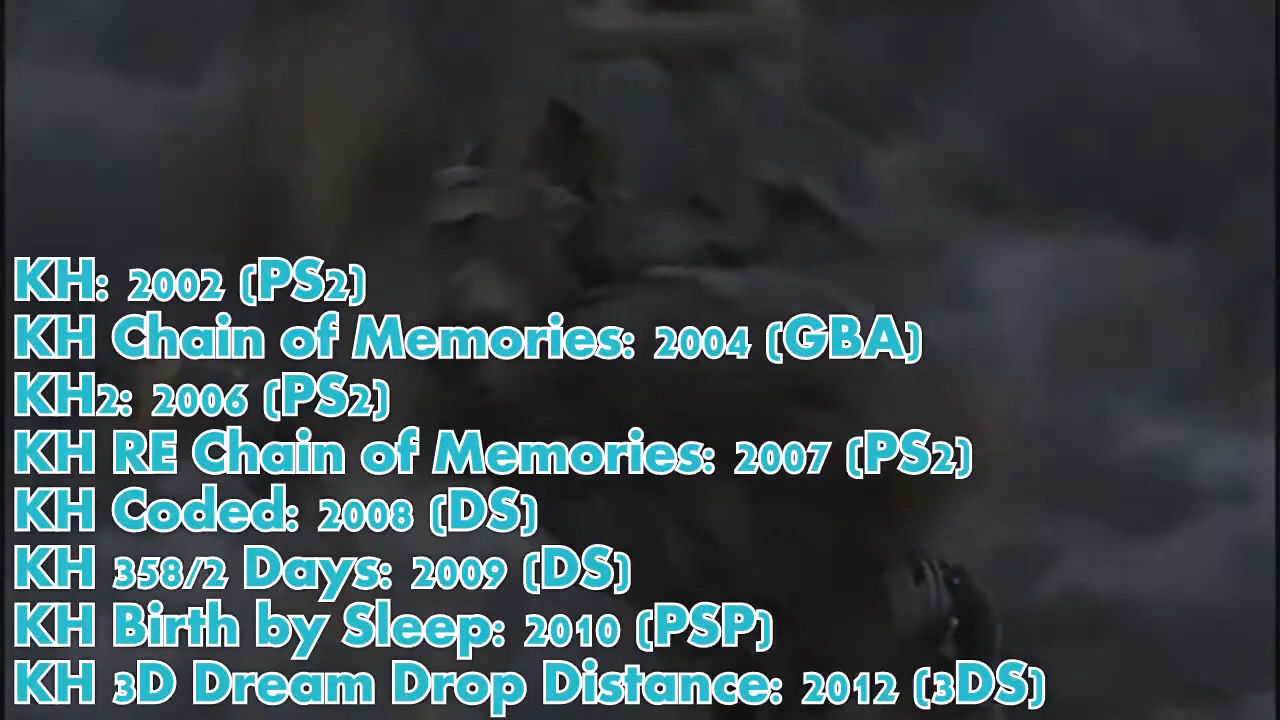 KH: 2002 (PS2)
KH Chain of Memories: 2004 (GBA)
KH2: 2006 (PS2)
KH RE Chain of Memories: 2007 (PS2)
KH Coded: 2008 (DS)
KH 358/2 Days: 2009 (DS)
KH Birth by Sleep: 2010 (PSP)
KH 3D Dream Drop Distance: 2012 (3DS)